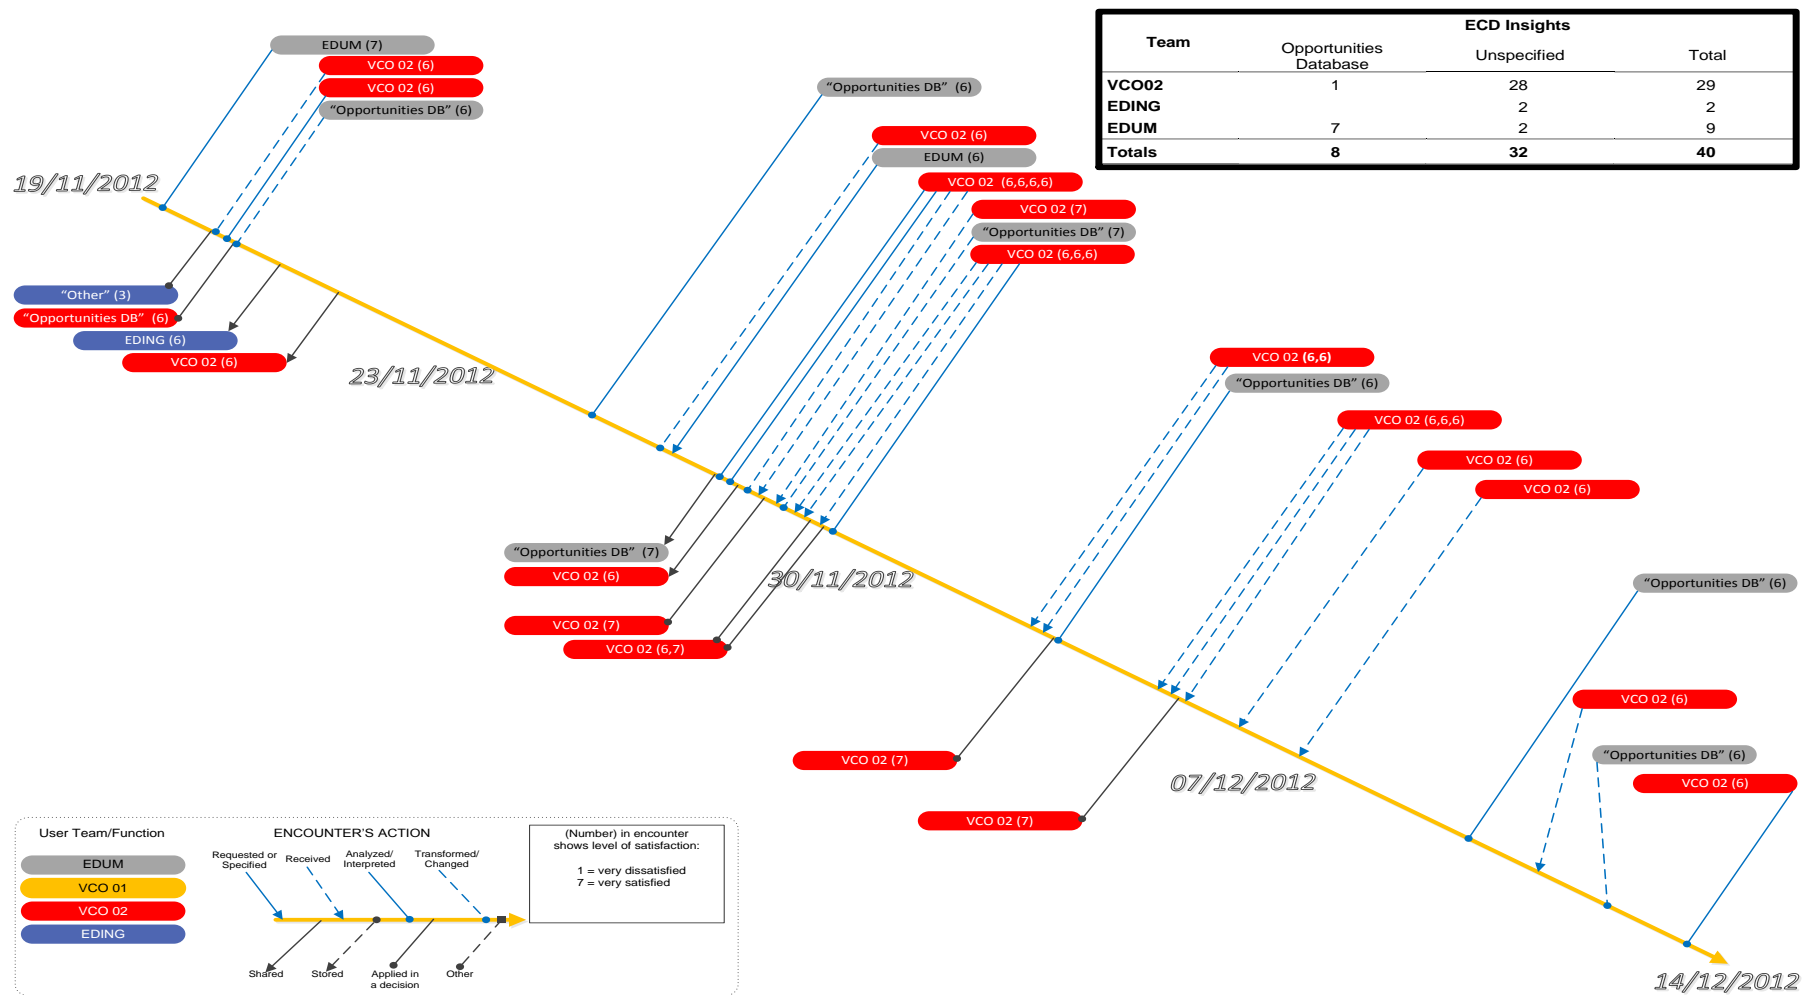 ECD Insights
Team
Opportunities
Database
Unspecified
Total
VCO02 1 28 29
EDING 2 2
EDUM 7 2 9
Totals 8 32 40
EDUM (7)
VCO 02 (6)
VCO 02 (6)
“Opportunities DB” (6)
19/11/2012
“Other” (3)
“Opportunities DB” (6)
EDING (6)
VCO 02 (6)
23/11/2012
“Opportunities DB” (6)
VCO 02 (6)
EDUM (6)
VCO 02 (6,6,6,6)
VCO 02 (7)
“Opportunities DB” (7)
VCO 02 (6,6,6)
“Opportunities DB” (7)
VCO 02 (6)
VCO 02 (7)
VCO 02 (6,7)
30/11/2012
VCO 02 (6,6)
“Opportunities DB” (6)
VCO 02 (6,6,6)
VCO 02 (6)
VCO 02 (6)
VCO 02 (7)
VCO 02 (7)
07/12/2012
“Opportunities DB” (6)
VCO 02 (6)
“Opportunities DB” (6)
VCO 02 (6)
14/12/2012
User Team/Function
EDUM
VCO 01
VCO 02
EDING
ENCOUNTER’S ACTION
Requested or
Specified
Received
Analyzed/
Interpreted
Transformed/
Changed
Shared
Stored
Applied in
a decision
Other
(Number) in encounter
shows level of satisfaction:
1 = very dissatisfied
7 = very satisfied